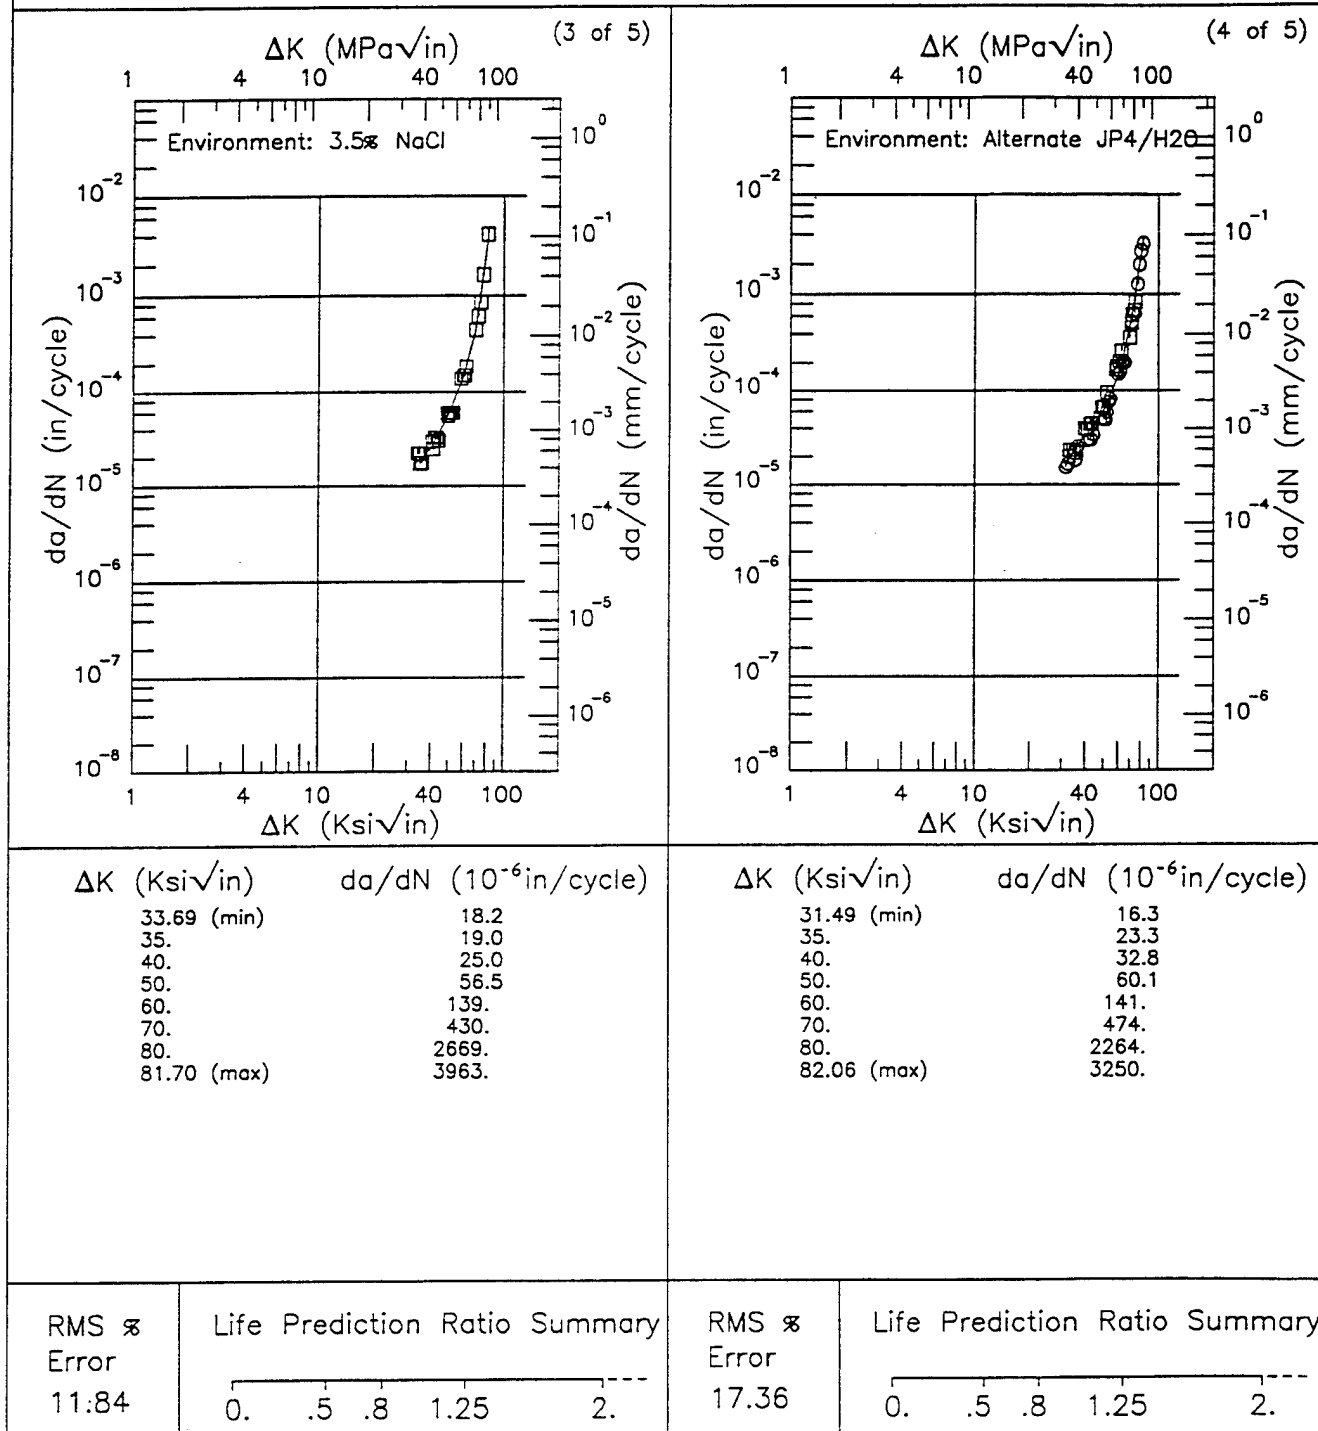 (3 of 5)
ΔK (MPa√in)
1 4 10 40 100
Environment: 3.5% NaCl
10⁰
10⁻²
10⁻¹
10⁻³
10⁻²
10⁻⁴
10⁻³
10⁻⁵
10⁻⁴
10⁻⁶
10⁻⁵
10⁻⁷
10⁻⁶
10⁻⁸
da/dN (in/cycle)
da/dN (mm/cycle)
1 4 10 40 100
ΔK (Ksi√in)
ΔK (Ksi√in) da/dN (10⁻⁶in/cycle)
33.69 (min) 18.2
35. 19.0
40. 25.0
50. 56.5
60. 139.
70. 430.
80. 2669.
81.70 (max) 3963.
RMS %
Error
11:84
Life Prediction Ratio Summary
0. .5 .8 1.25 2.
(4 of 5)
ΔK (MPa√in)
1 4 10 40 100
Environment: Alternate JP4/H2O
10⁰
10⁻²
10⁻¹
10⁻³
10⁻²
10⁻⁴
10⁻³
10⁻⁵
10⁻⁴
10⁻⁶
10⁻⁵
10⁻⁷
10⁻⁶
10⁻⁸
da/dN (in/cycle)
da/dN (mm/cycle)
1 4 10 40 100
ΔK (Ksi√in)
ΔK (Ksi√in) da/dN (10⁻⁶in/cycle)
31.49 (min) 16.3
35. 23.3
40. 32.8
50. 60.1
60. 141.
70. 474.
80. 2264.
82.06 (max) 3250.
RMS %
Error
17.36
Life Prediction Ratio Summary
0. .5 .8 1.25 2.